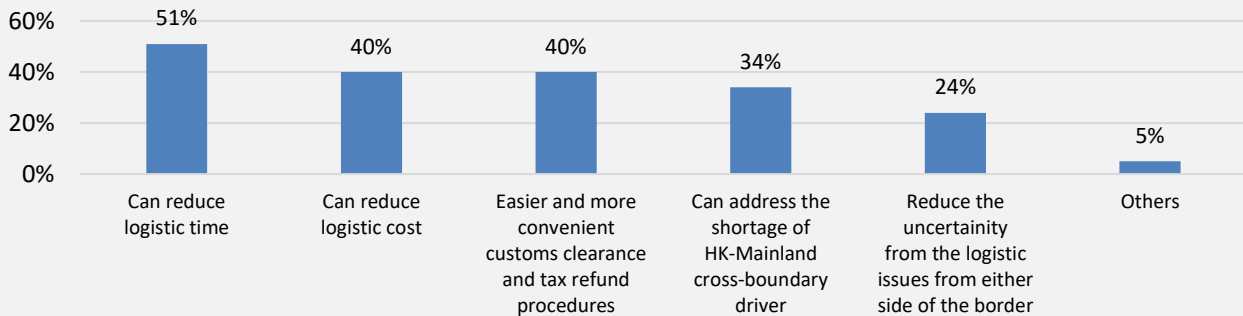 60%
40%
20%
0%
51%
40%
40%
34%
24%
5%
Can reduce
logistic time
Can reduce
logistic cost
Easier and more
convenient
customs clearance
and tax refund
procedures
Can address the
shortage of
HK-Mainland
cross-boundary
driver
Reduce the
uncertainity
from the logistic
issues from either
side of the border
Others